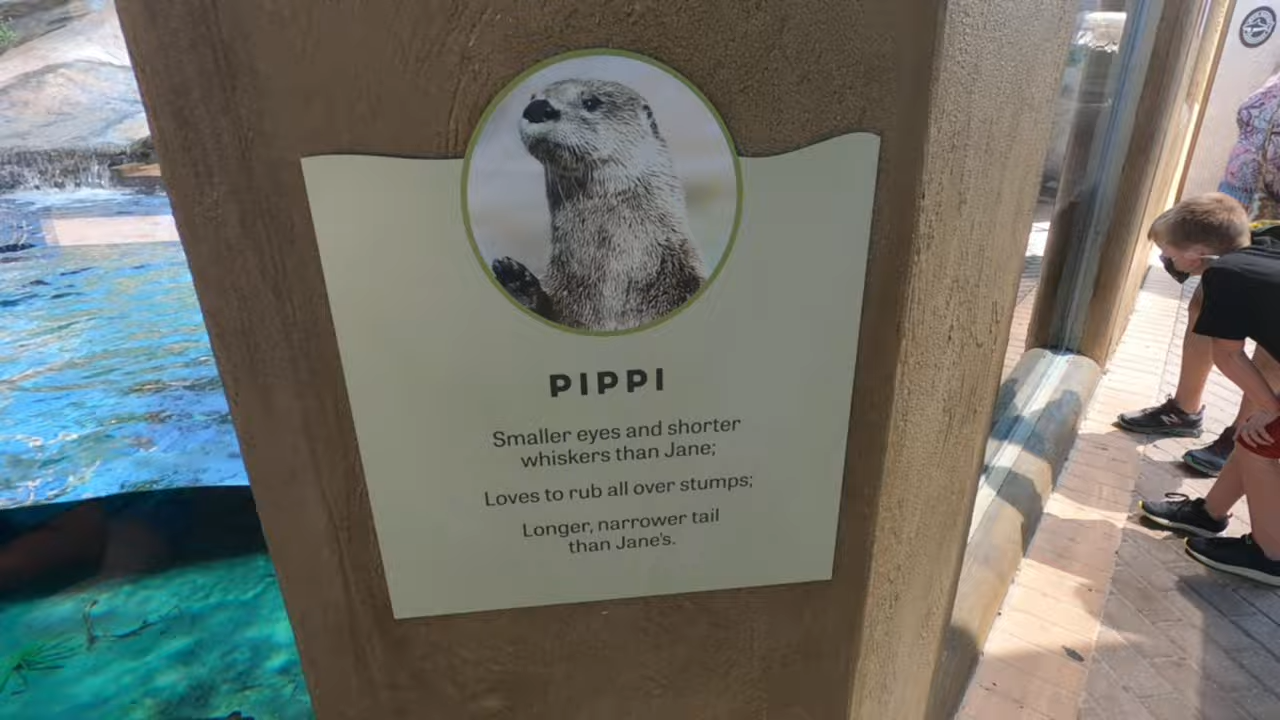 PIPPI
Smaller eyes and shorter
whiskers than Jane;
Loves to rub all over stumps;
Longer, narrower tail
than Jane's.